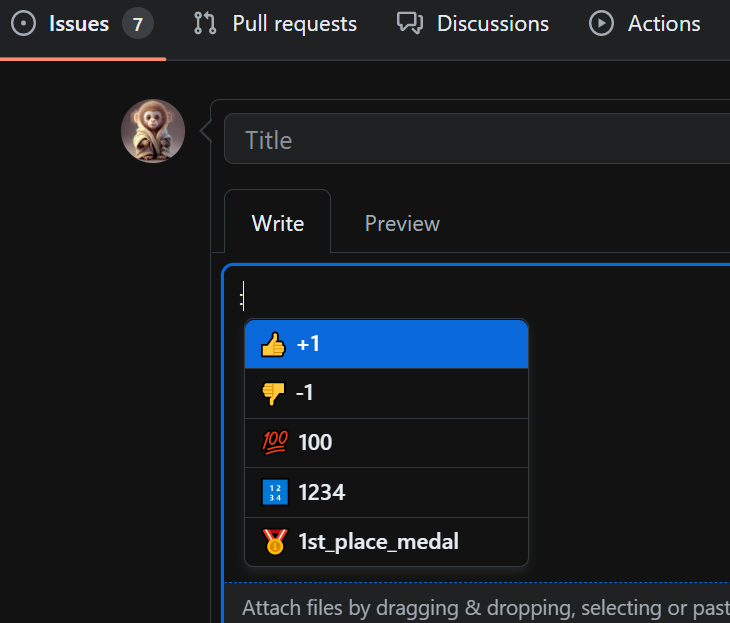 Issues 7 Pull requests Discussions Actions
Title
Write Preview
:
👍 +1
👎 -1
💯 100
🔢 1234
🥇 1st_place_medal
Attach files by dragging & dropping, selecting or past